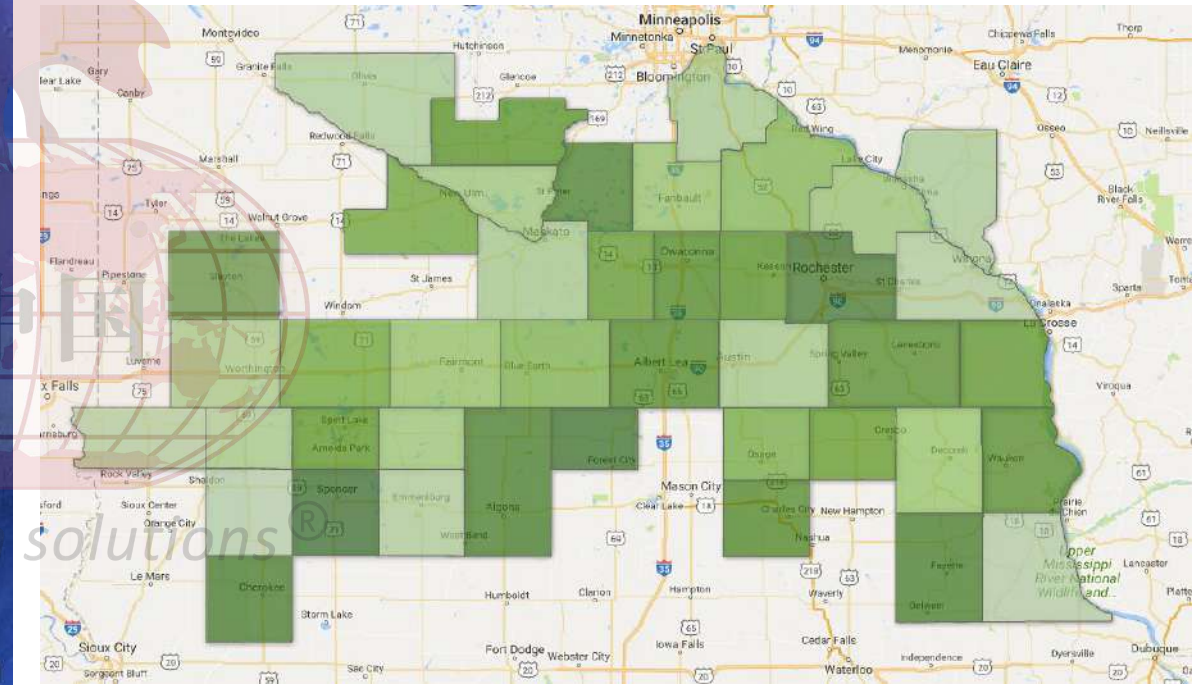 Minneapolis
Minnetonka
St Paul
Bloomington
Montevideo
Hutchinson
Glencoe
Granite Falls
Olivia
Clear Lake
Gary
Canby
Redwood Falls
Marshall
Tyler
Walnut Grove
New Ulm
St Peter
Mankato
Faribault
Red Wing
Lake City
Menomonie
Chippewa Falls
Thorp
Eau Claire
Osseo
Neillsville
Black
River Falls
Sparta
Onalaska
La Crosse
Viroqua
Winona
Flandreau
Pipestone
Slayton
St James
Windom
Owatonna
Kasson
Rochester
St Charles
Luverne
Worthington
Fairmont
Blue Earth
Albert Lea
Austin
Spring Valley
Lanesboro
x Falls
Spirit Lake
Arnolds Park
Forest City
Osage
Cresco
Decorah
Waukon
Rock Valley
Sheldon
Spencer
Emmetsburg
Algona
West Bend
Mason City
Clear Lake
Charles City
New Hampton
Nashua
Prairie
Chien
Sioux Center
Orange City
Le Mars
Cherokee
Storm Lake
Humboldt
Clarion
Hampton
Waverly
Fayette
Oelwein
Upper
Mississippi
River National
Wildlife and...
Lancaster
Platte
Sioux City
Sergeant Bluff
Sac City
Fort Dodge
Webster City
Iowa Falls
Cedar Falls
Waterloo
Independence
Dyersville
Dubuque
中国
solutions®